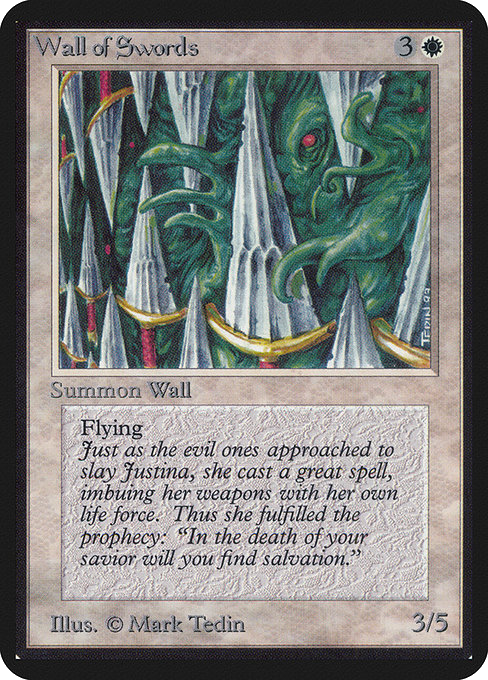 Wall of Swords 3
TEDIN 93
Summon Wall
Flying
Just as the evil ones approached to
slay Justina, she cast a great spell,
imbuing her weapons with her own
life force. Thus she fulfilled the
prophecy: “In the death of your
savior will you find salvation.”
Illus. © Mark Tedin 3/5